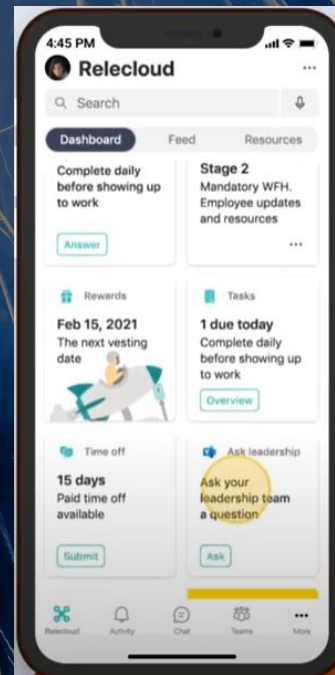 4:45 PM
Relecloud
...
Search
Dashboard
Feed
Resources
Complete daily
before showing up
to work
Answer
Stage 2
Mandatory WFH.
Employee updates
and resources
...
Rewards
Feb 15, 2021
The next vesting
date
Tasks
1 due today
Complete daily
before showing up
to work
Overview
Time off
15 days
Paid time off
available
Submit
Ask leadership
Ask your
leadership team
a question
Ask
Relecloud
Activity
Chat
Teams
More